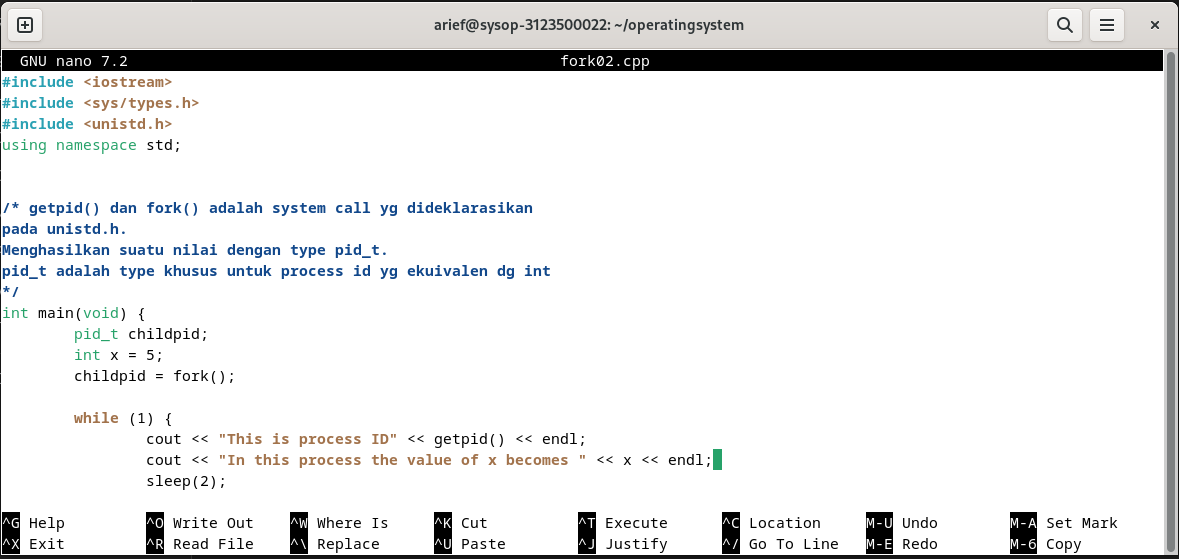 arief@sysop-3123500022: ~/operatingsystem
GNU nano 7.2 fork02.cpp
#include <iostream>
#include <sys/types.h>
#include <unistd.h>
using namespace std;
/* getpid() dan fork() adalah system call yg dideklarasikan
pada unistd.h.
Menghasilkan suatu nilai dengan type pid_t.
pid_t adalah type khusus untuk process id yg ekuivalen dg int
*/
int main(void) {
pid_t childpid;
int x = 5;
childpid = fork();
while (1) {
cout << "This is process ID" << getpid() << endl;
cout << "In this process the value of x becomes " << x << endl;
sleep(2);
^G Help ^O Write Out ^W Where Is ^K Cut ^T Execute ^C Location M-U Undo M-A Set Mark
^X Exit ^R Read File ^\ Replace ^U Paste ^J Justify ^/ Go To Line M-E Redo M-6 Copy